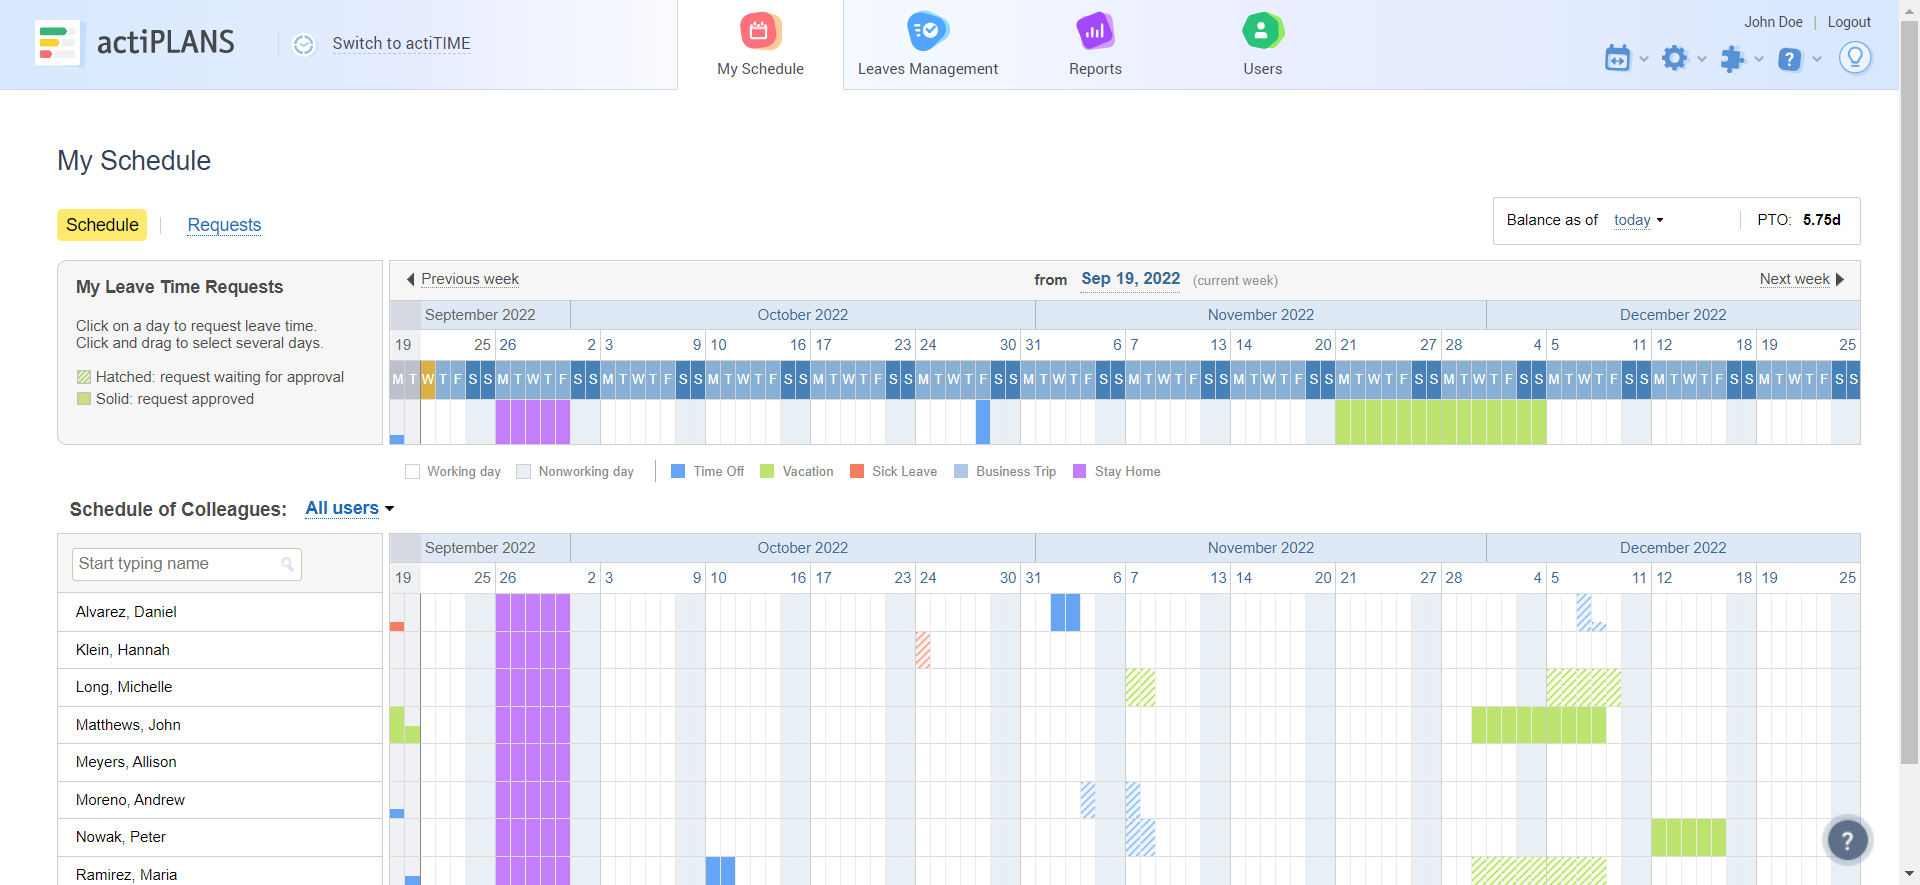 actiPLANS
Switch to actiTIME
My Schedule
Leaves Management
Reports
Users
John Doe | Logout
My Schedule
Schedule | Requests
Balance as of today
PTO: 5.75d
My Leave Time Requests
Click on a day to request leave time.
Click and drag to select several days.
Hatched: request waiting for approval
Solid: request approved
Previous week
from Sep 19, 2022 (current week)
Next week
September 2022 October 2022 November 2022 December 2022
19 25 26 2 3 9 10 16 17 23 24 30 31 6 7 13 14 20 21 27 28 4 5 11 12 18 19 25
M T W T F S S M T W T F S S M T W T F S S M T W T F S S M T W T F S S M T W T F S S M T W T F S S M T W T F S S M T W T F S S M T W T F S S M T W T F S S M T W T F S S M T W T F S S M T W T F S S
Working day Nonworking day Time Off Vacation Sick Leave Business Trip Stay Home
Schedule of Colleagues: All users
Start typing name
September 2022 October 2022 November 2022 December 2022
19 25 26 2 3 9 10 16 17 23 24 30 31 6 7 13 14 20 21 27 28 4 5 11 12 18 19 25
Alvarez, Daniel
Klein, Hannah
Long, Michelle
Matthews, John
Meyers, Allison
Moreno, Andrew
Nowak, Peter
Ramirez, Maria
?